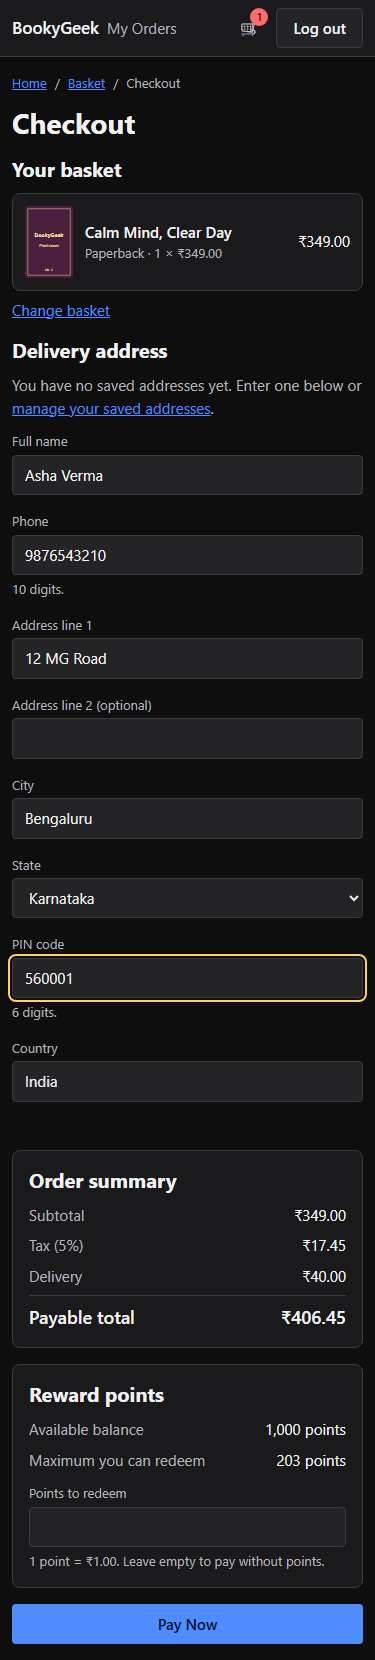 BookyGeek My Orders 1 Log out
Home / Basket / Checkout
Checkout
Your basket
BookyGeek
Calm Mind, Clear Day
Paperback · 1 × ₹349.00
₹349.00
Change basket
Delivery address
You have no saved addresses yet. Enter one below or
manage your saved addresses.
Full name
Asha Verma
Phone
9876543210
10 digits.
Address line 1
12 MG Road
Address line 2 (optional)
City
Bengaluru
State
Karnataka
PIN code
560001
6 digits.
Country
India
Order summary
Subtotal ₹349.00
Tax (5%) ₹17.45
Delivery ₹40.00
Payable total ₹406.45
Reward points
Available balance 1,000 points
Maximum you can redeem 203 points
Points to redeem
1 point = ₹1.00. Leave empty to pay without points.
Pay Now